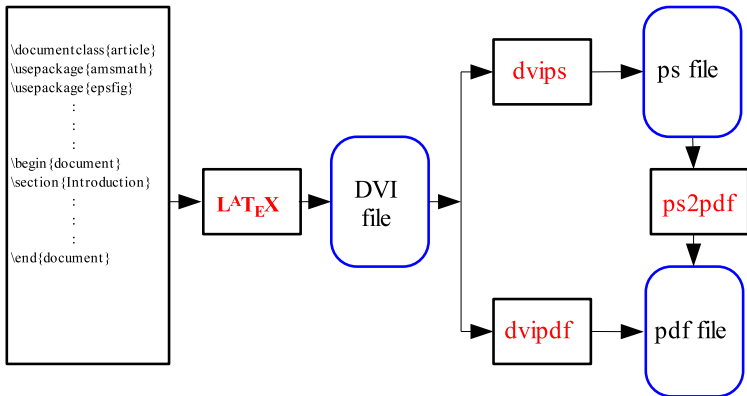 \documentclass{article}
\usepackage{amsmath}
\usepackage{epsfig}
:
:
:
\begin{document}
\section{Introduction}
:
:
:
\end{document}
LATEX
DVI
file
dvips
ps file
ps2pdf
dvipdf
pdf file